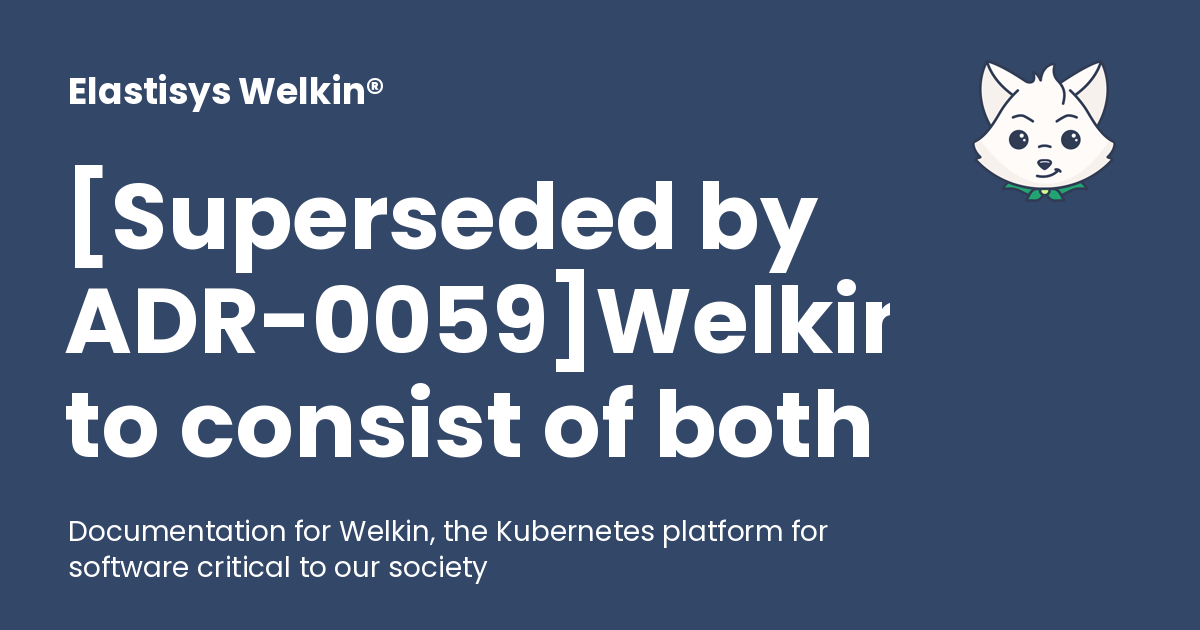 Elastisys Welkin®
[Superseded by
ADR-0059]Welkin
to consist of both
Documentation for Welkin, the Kubernetes platform for
software critical to our society